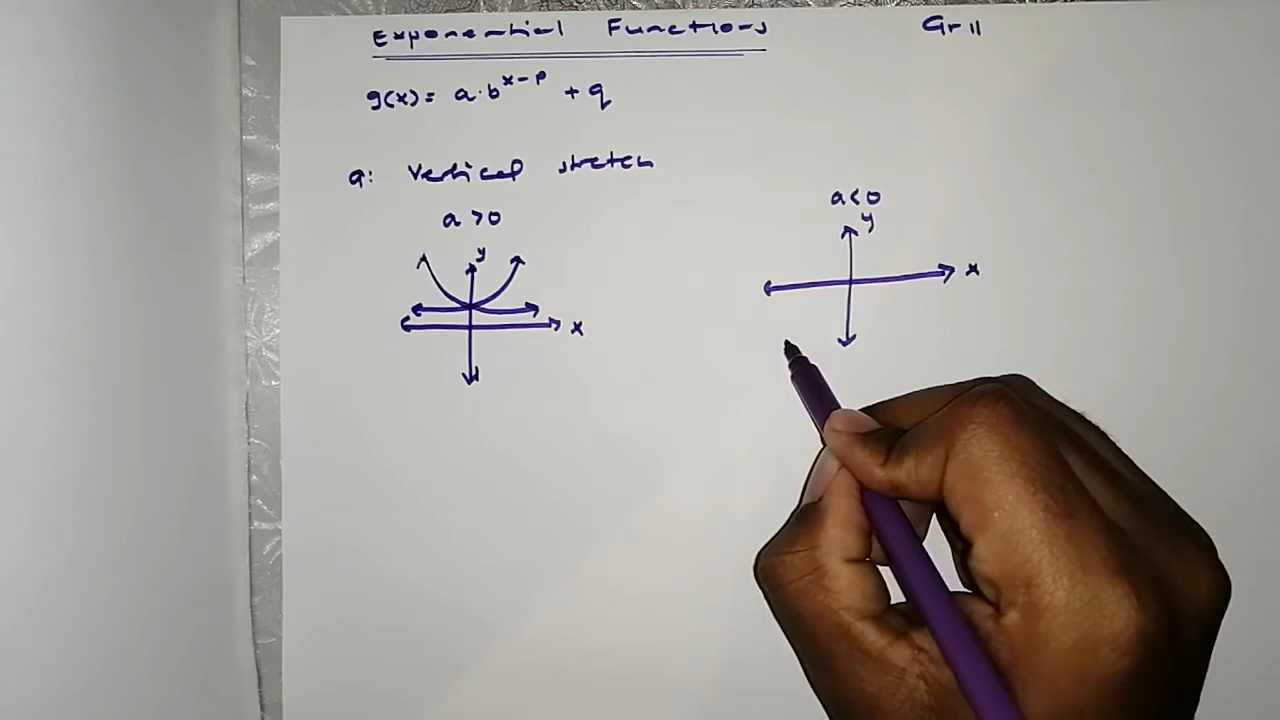 Exponential Functions Gr 11
g(x) = a·b^{x-p} + q
a: Vertical stretch
a > 0
a < 0
y
x
y
x